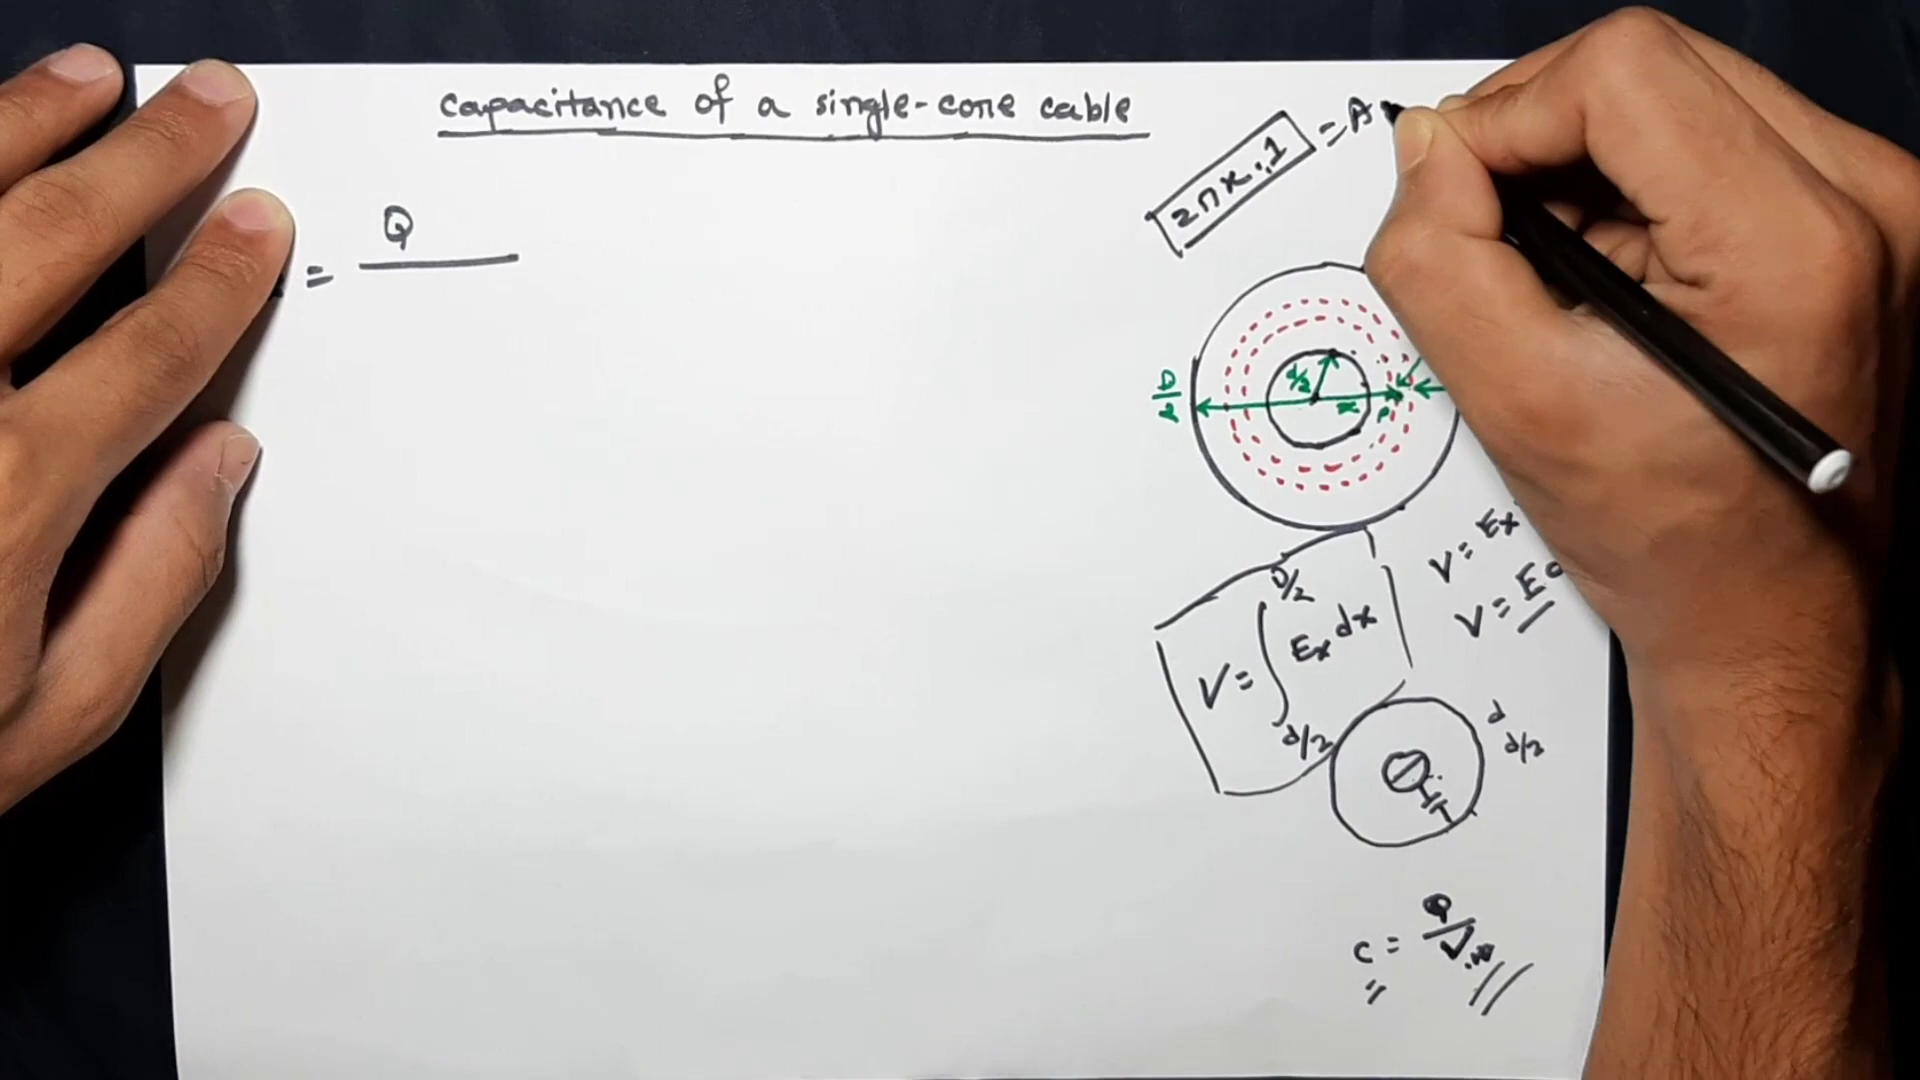 Capacitance of a single-core cable
2πx.1 = A
= Q
D/2
d/2
x
P
V = Ex
V = E
D/2
V = ∫ Ex dx
d/2
d
d/2
C = Q/V